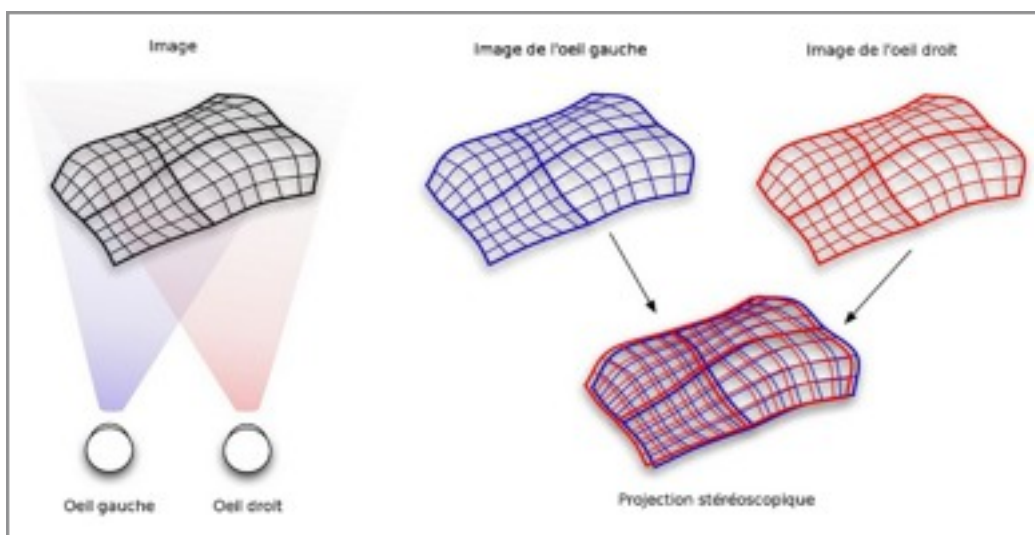 Image
Image de l'oeil gauche
Image de l'oeil droit
Oeil gauche
Oeil droit
Projection stéréoscopique